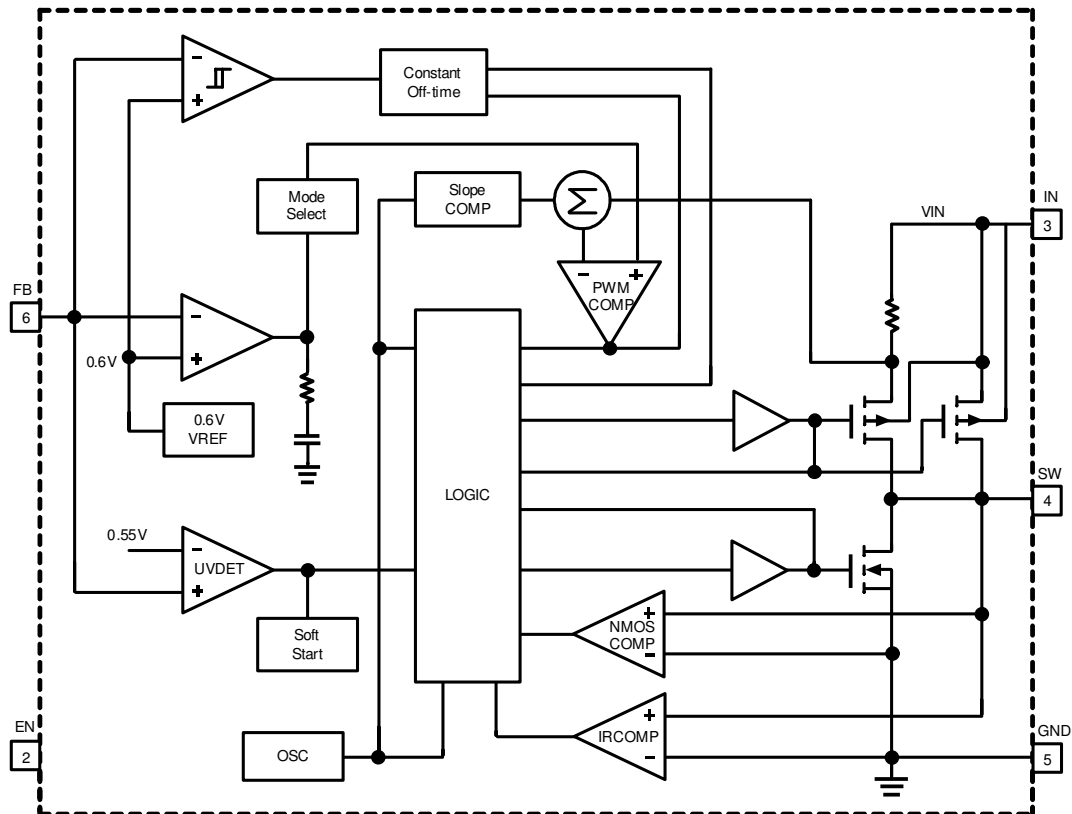 −
+
Constant
Off-time
Mode
Select
Slope
COMP
Σ
−
+
PWM
COMP
VIN
IN
3
FB
6
−
+
0.6V
0.6V
VREF
LOGIC
SW
4
0.55V
−
UVDET
+
Soft
Start
+
NMOS
COMP
−
EN
2
OSC
+
IRCOMP
−
GND
5